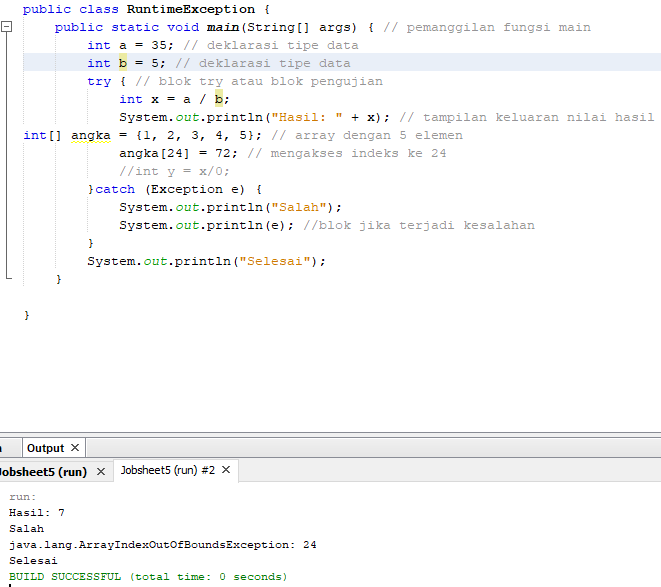 public class RuntimeException {
public static void main(String[] args) { // pemanggilan fungsi main
int a = 35; // deklarasi tipe data
int b = 5; // deklarasi tipe data
try { // blok try atau blok pengujian
int x = a / b;
System.out.println("Hasil: " + x); // tampilan keluaran nilai hasil
int[] angka = {1, 2, 3, 4, 5}; // array dengan 5 elemen
angka[24] = 72; // mengakses indeks ke 24
//int y = x/0;
}catch (Exception e) {
System.out.println("Salah");
System.out.println(e); //blok jika terjadi kesalahan
}
System.out.println("Selesai");
}
}
Output
Jobsheet5 (run) Jobsheet5 (run) #2
run:
Hasil: 7
Salah
java.lang.ArrayIndexOutOfBoundsException: 24
Selesai
BUILD SUCCESSFUL (total time: 0 seconds)